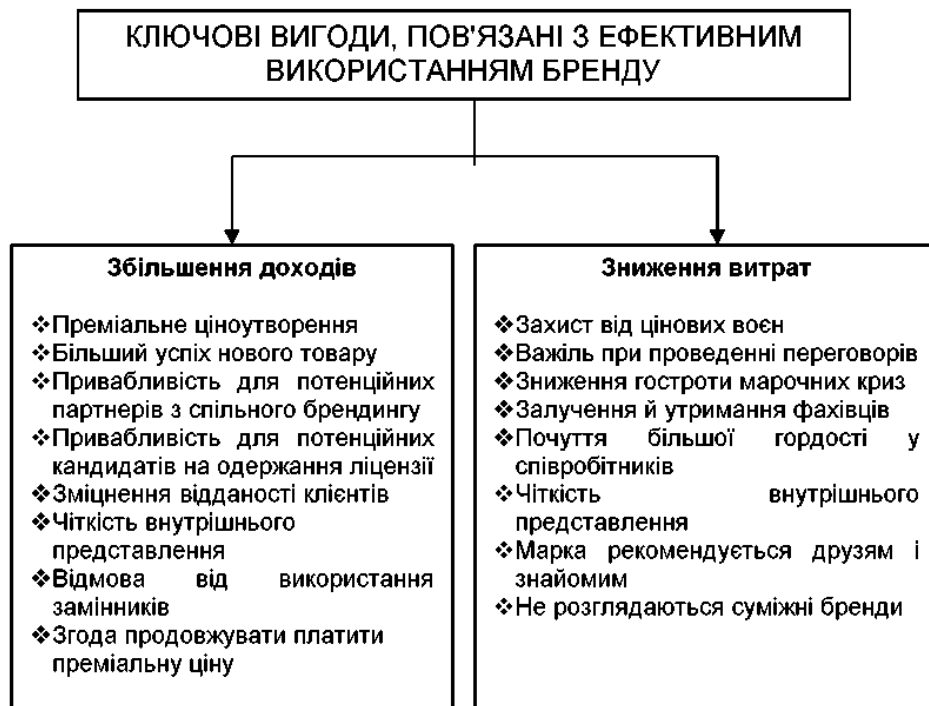 КЛЮЧОВІ ВИГОДИ, ПОВ'ЯЗАНІ З ЕФЕКТИВНИМ
ВИКОРИСТАННЯМ БРЕНДУ
Збільшення доходів
❖Преміальне ціноутворення
❖Більший успіх нового товару
❖Привабливість для потенційних
партнерів з спільного брендингу
❖Привабливість для потенційних
кандидатів на одержання ліцензії
❖Зміцнення відданості клієнтів
❖Чіткість внутрішнього
представлення
❖Відмова від використання
замінників
❖Згода продовжувати платити
преміальну ціну
Зниження витрат
❖Захист від цінових воєн
❖Важіль при проведенні переговорів
❖Зниження гостроти марочних криз
❖Залучення й утримання фахівців
❖Почуття більшої гордості у
співробітників
❖Чіткість внутрішнього
представлення
❖Марка рекомендується друзям і
знайомим
❖Не розглядаються суміжні бренди